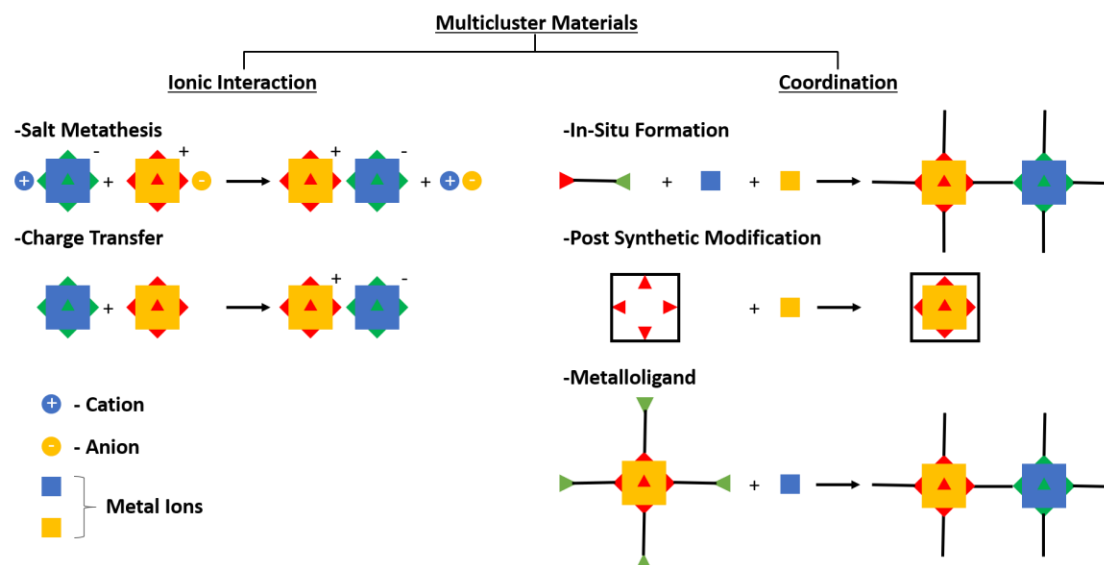 Multicluster Materials
Ionic Interaction
-Salt Metathesis
+ - + + + - + + -
-Charge Transfer
+ + -
+ - Cation
- - Anion
Metal Ions
Coordination
-In-Situ Formation
+ +
-Post Synthetic Modification
+
-Metalloligand
+